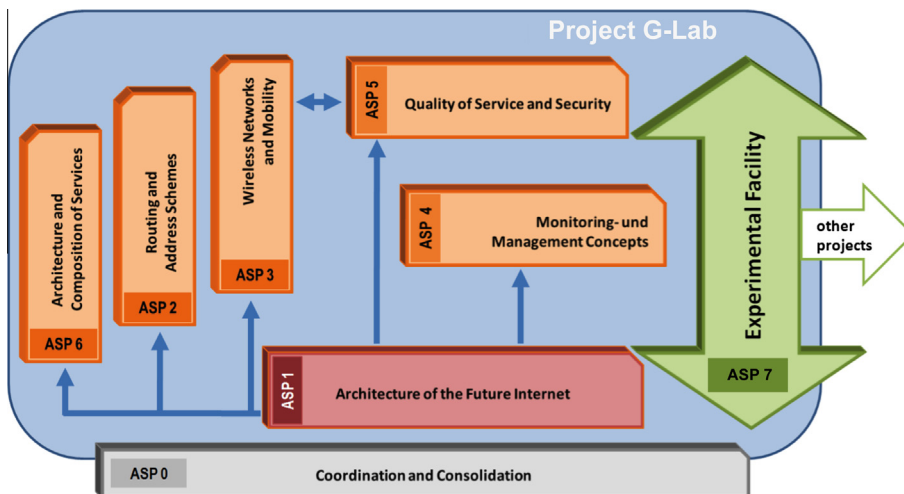 Project G-Lab
Architecture and
Composition of Services
ASP 6
Routing and
Address Schemes
ASP 2
Wireless Networks
and Mobility
ASP 3
ASP 5
Quality of Service and Security
ASP 4
Monitoring- und
Management Concepts
Experimental Facility
ASP 7
other
projects
ASP 1
Architecture of the Future Internet
ASP 0
Coordination and Consolidation